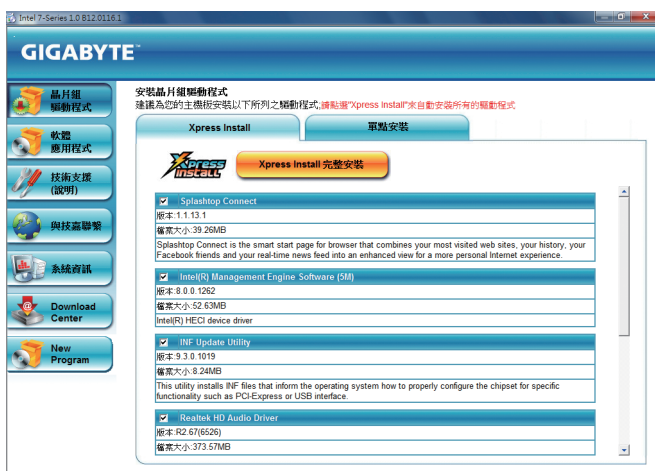 Intel 7-Series 1.0 B12.0116.1
GIGABYTE™
晶片組
驅動程式
軟體
應用程式
技術支援
(說明)
與技嘉聯繫
系統資訊
Download
Center
New
Program
安裝晶片組驅動程式
建議為您的主機板安裝以下所列之驅動程式;請點選"Xpress Install"來自動安裝所有的驅動程式
Xpress Install
單點安裝
Xpress
Install
Xpress Install 完整安裝
Splashtop Connect
版本:1.1.13.1
檔案大小:39.26MB
Splashtop Connect is the smart start page for browser that combines your most visited web sites, your history, your
Facebook friends and your real-time news feed into an enhanced view for a more personal Internet experience.
Intel(R) Management Engine Software (5M)
版本:8.0.0.1262
檔案大小:52.63MB
Intel(R) HECI device driver
INF Update Utility
版本:9.3.0.1019
檔案大小:8.24MB
This utility installs INF files that inform the operating system how to properly configure the chipset for specific
functionality such as PCI-Express or USB interface.
Realtek HD Audio Driver
版本:R2.67(6526)
檔案大小:373.57MB